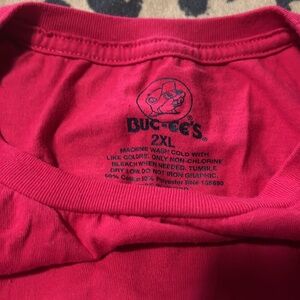 BUC-EE'S®
2XL
MACHINE WASH COLD WITH
LIKE COLORS. ONLY NON-CHLORINE
BLEACH WHEN NEEDED. TUMBLE
DRY LOW DO NOT IRON GRAPHIC.
Polyester